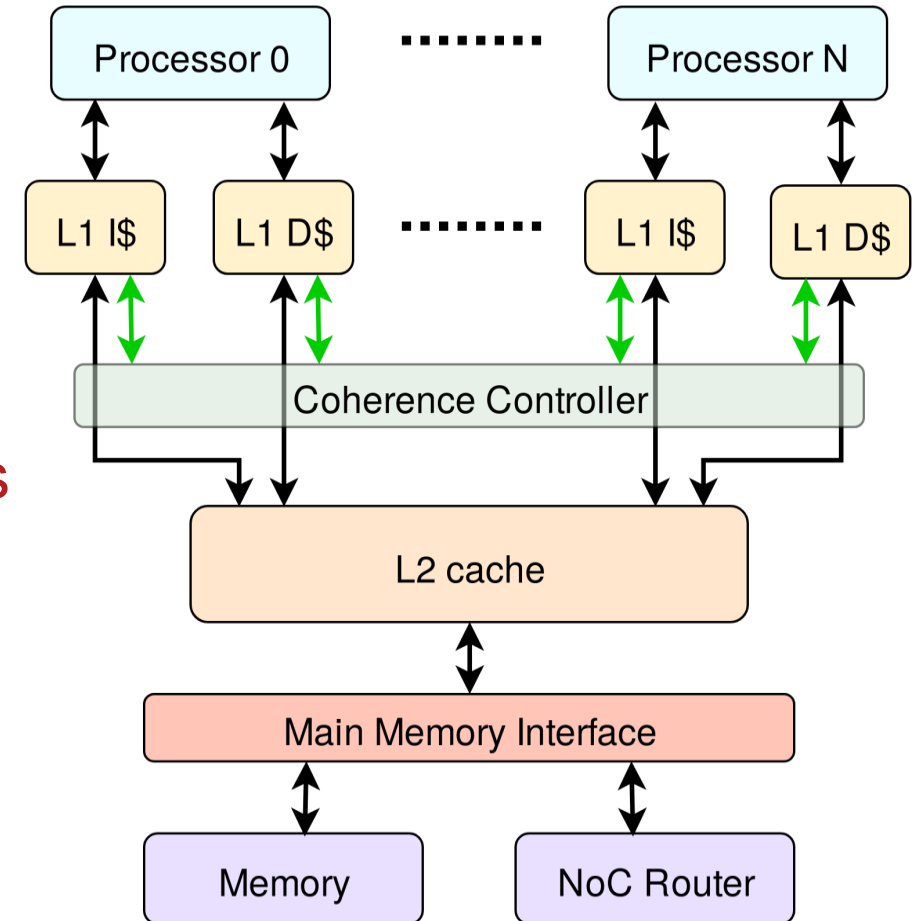 Processor 0
Processor N
L1 I$
L1 D$
L1 I$
L1 D$
Coherence Controller
s
L2 cache
Main Memory Interface
Memory
NoC Router